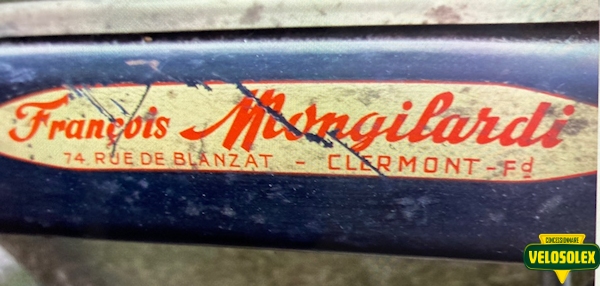 François Mongilardi
74. RUE DE BLANZAT - CLERMONT-Fd
CONCESSIONNAIRE
VELOSOLEX